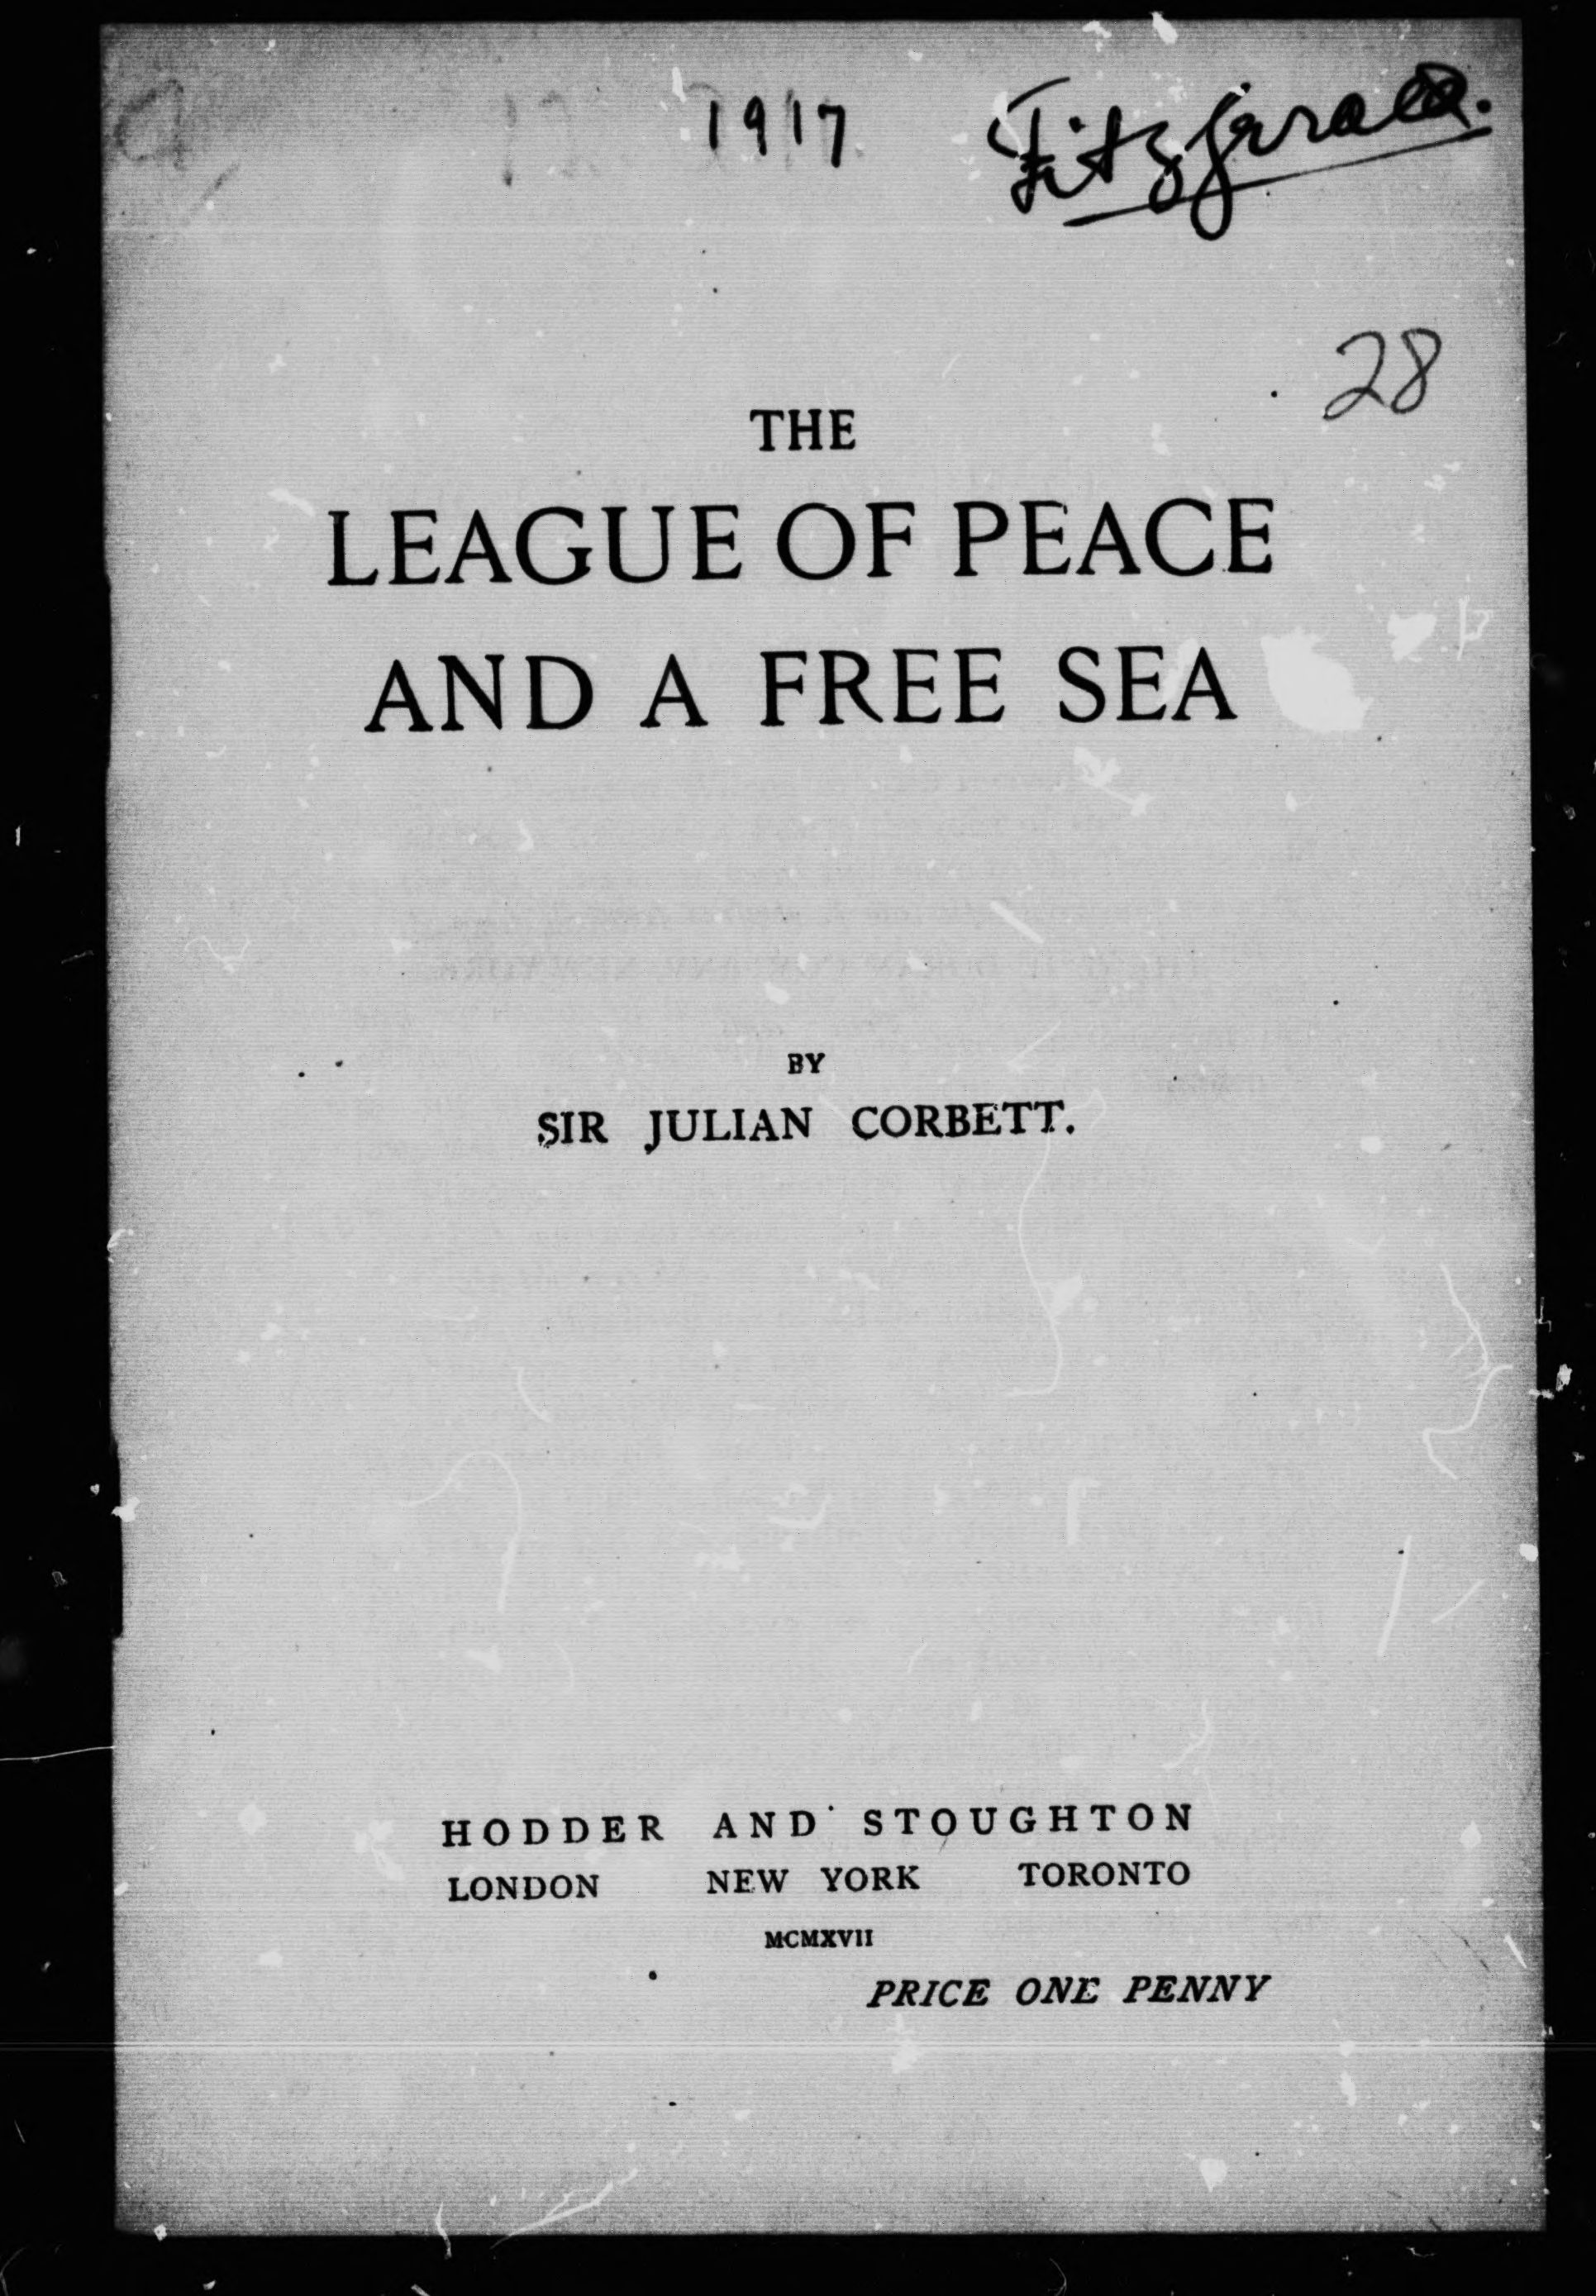 1917 Fitzgerald.
28
THE
LEAGUE OF PEACE
AND A FREE SEA
BY
SIR JULIAN CORBETT.
HODDER AND STOUGHTON
LONDON NEW YORK TORONTO
MCMXVII
PRICE ONE PENNY